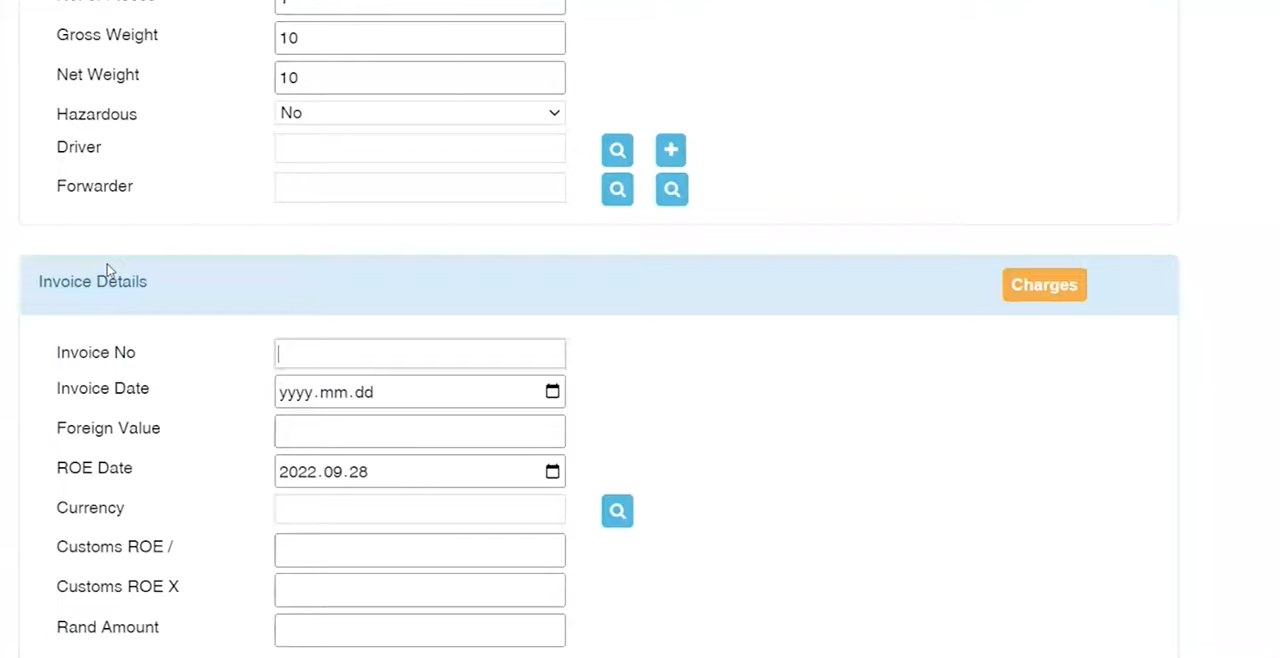 Gross Weight 10
Net Weight 10
Hazardous No
Driver
Forwarder
Invoice Details Charges
Invoice No
Invoice Date yyyy.mm.dd
Foreign Value
ROE Date 2022.09.28
Currency
Customs ROE /
Customs ROE X
Rand Amount